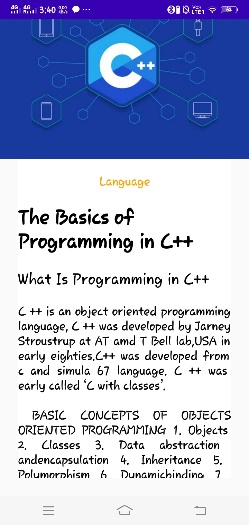 3:40
C++
Language
The Basics of
Programming in C++
What Is Programming in C++
C ++ is an object oriented programming
language, C ++ was developed by Jarney
Stroustrup at AT amd T Bell lab,USA in
early eighties.C++ was developed from
c and simula 67 language. C ++ was
early called ‘C with classes’.
BASIC CONCEPTS OF OBJECTS
ORIENTED PROGRAMMING 1. Objects
2. Classes 3. Data abstraction
andencapsulation 4. Inheritance 5.
Polymorphism 6. Dynamicbinding 7.